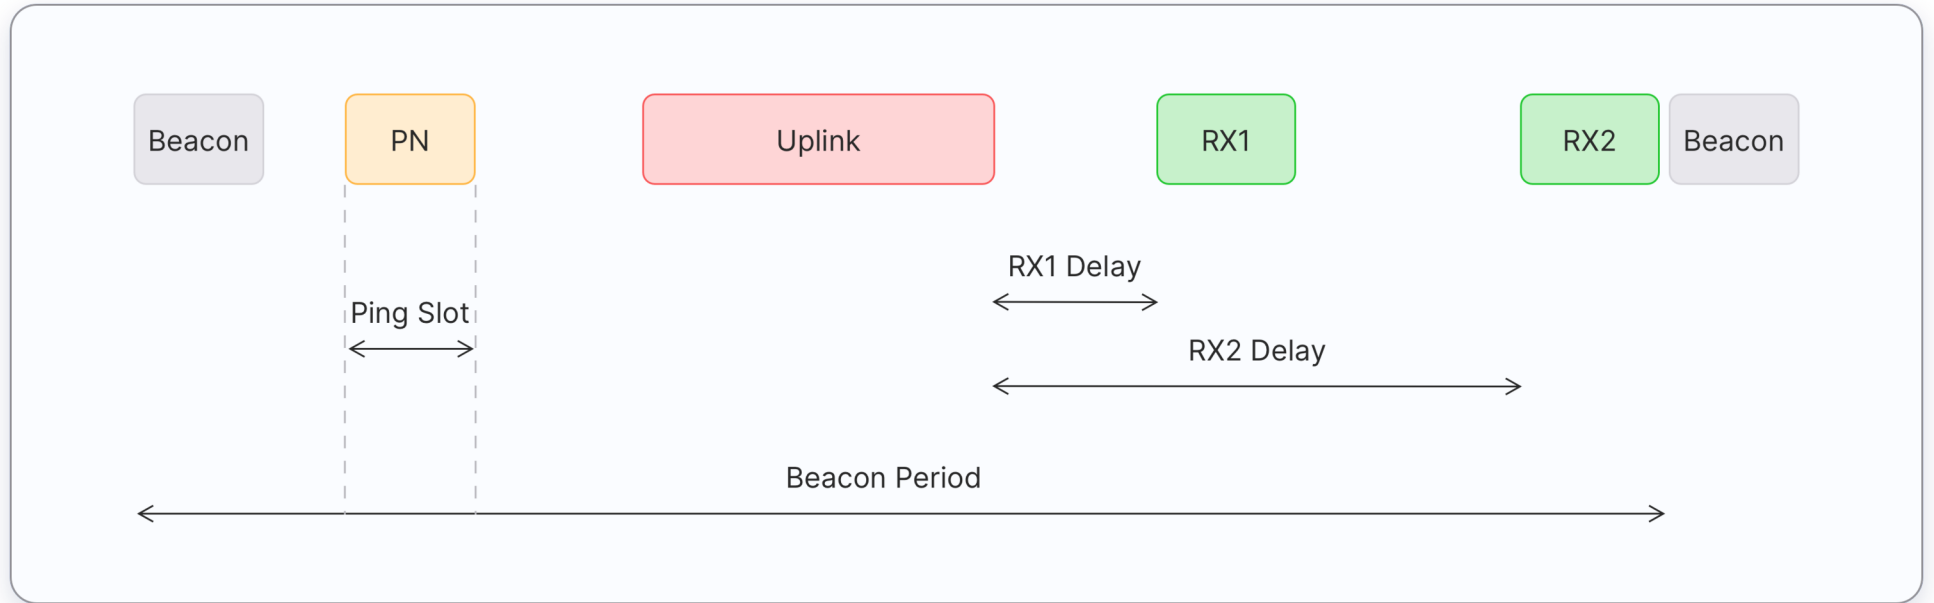 Beacon
PN
Uplink
RX1
RX2
Beacon
RX1 Delay
Ping Slot
RX2 Delay
Beacon Period